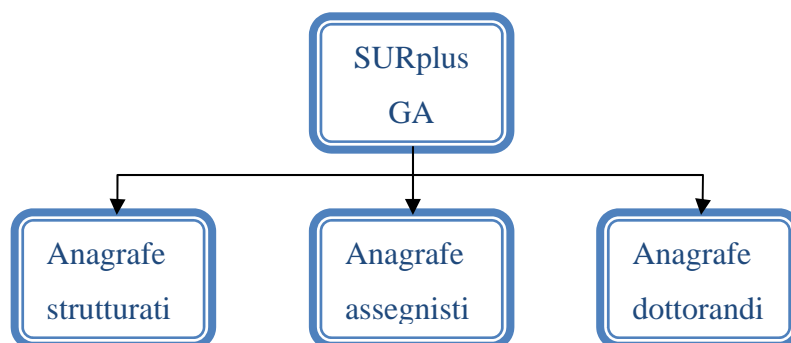 SURplus
GA
Anagrafe
strutturati
Anagrafe
assegnisti
Anagrafe
dottorandi